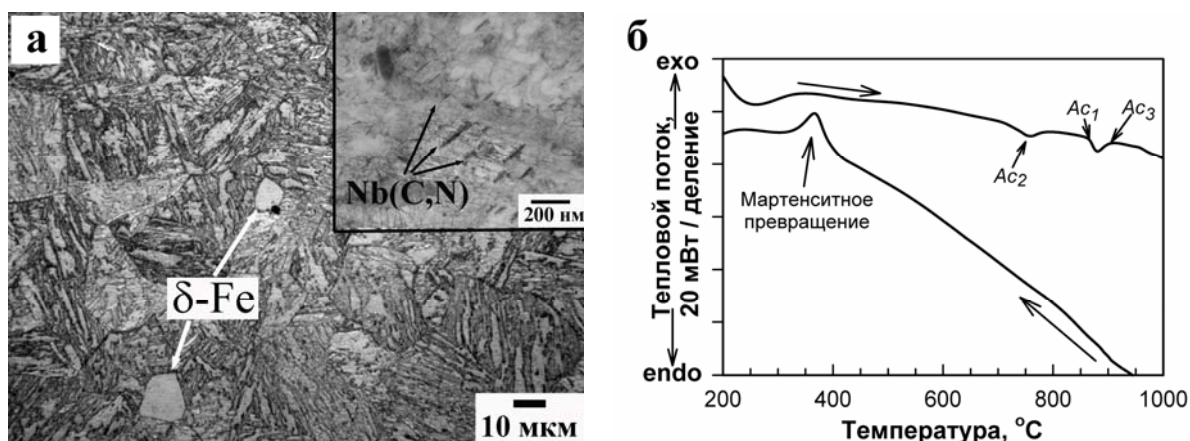 а
Nb(C,N)
200 нм
δ-Fe
10 мкм
б
exo
Тепловой поток,
20 мВт / деление
endo
Ac1
Ac3
Ac2
Мартенситное
превращение
200 400 600 800 1000
Температура, °C